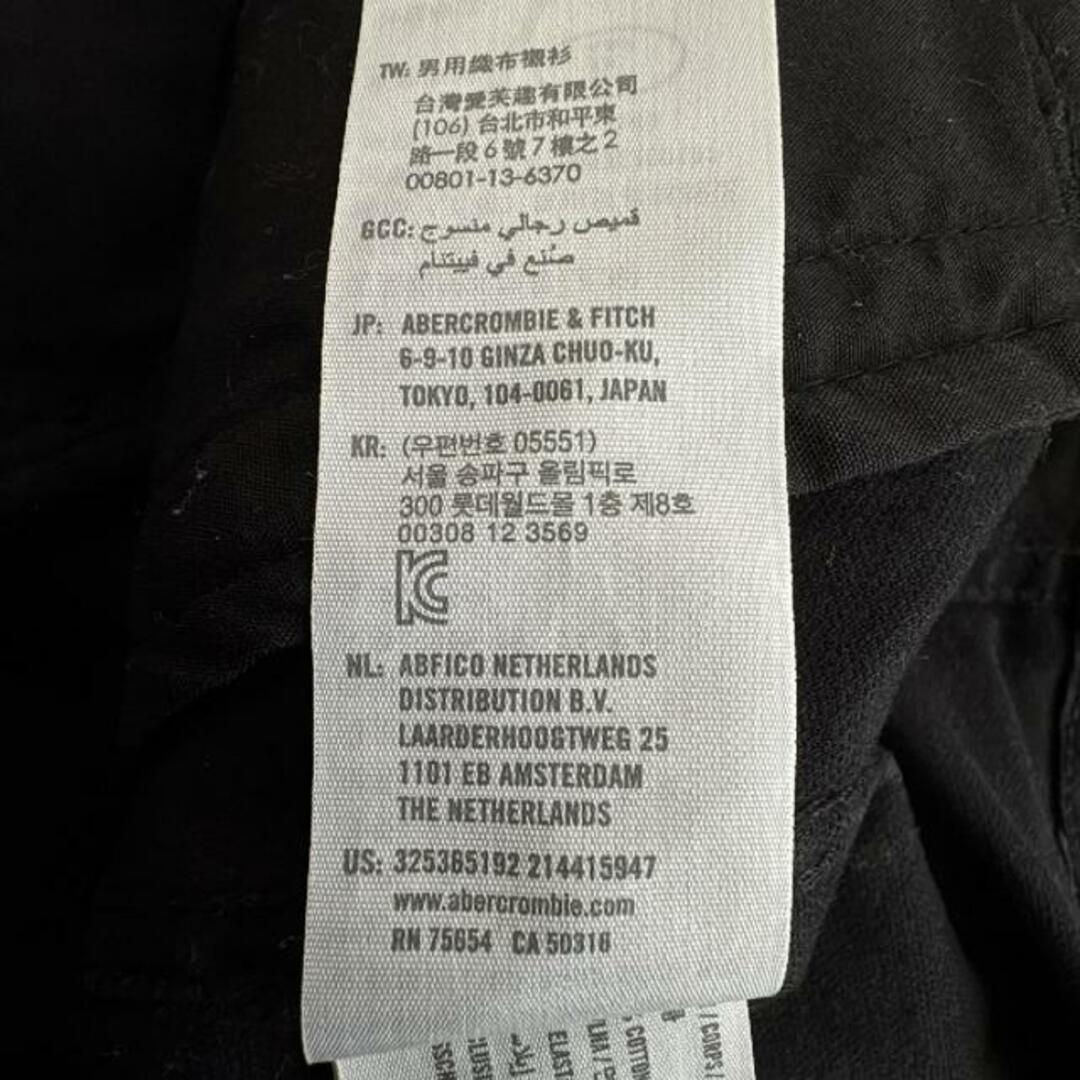 TW: 男用織布襯衫
台灣愛芙趣有限公司
(106) 台北市和平東
路一段6號7樓之2
00801-13-6370
GCC: قميص رجالي منسوج
صُنع في فييتنام
JP: ABERCROMBIE & FITCH
6-9-10 GINZA CHUO-KU,
TOKYO, 104-0061, JAPAN
KR: (우편번호 05551)
서울 송파구 올림픽로
300 롯데월드몰 1층 제8호
00308 12 3569
NL: ABFICO NETHERLANDS
DISTRIBUTION B.V.
LAARDERHOOGTWEG 25
1101 EB AMSTERDAM
THE NETHERLANDS
US: 325365192 214415947
www.abercrombie.com
RN 75654 CA 50318
/ CORPS /
COTTON
ELAST